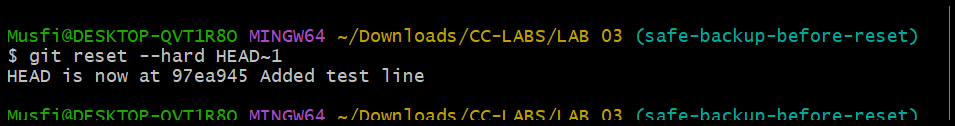 Musfi@DESKTOP-QVT1R8O MINGW64 ~/Downloads/CC-LABS/LAB 03 (safe-backup-before-reset)
$ git reset --hard HEAD~1
HEAD is now at 97ea945 Added test line
Musfi@DESKTOP-QVT1R8O MINGW64 ~/Downloads/CC-LABS/LAB 03 (safe-backup-before-reset)